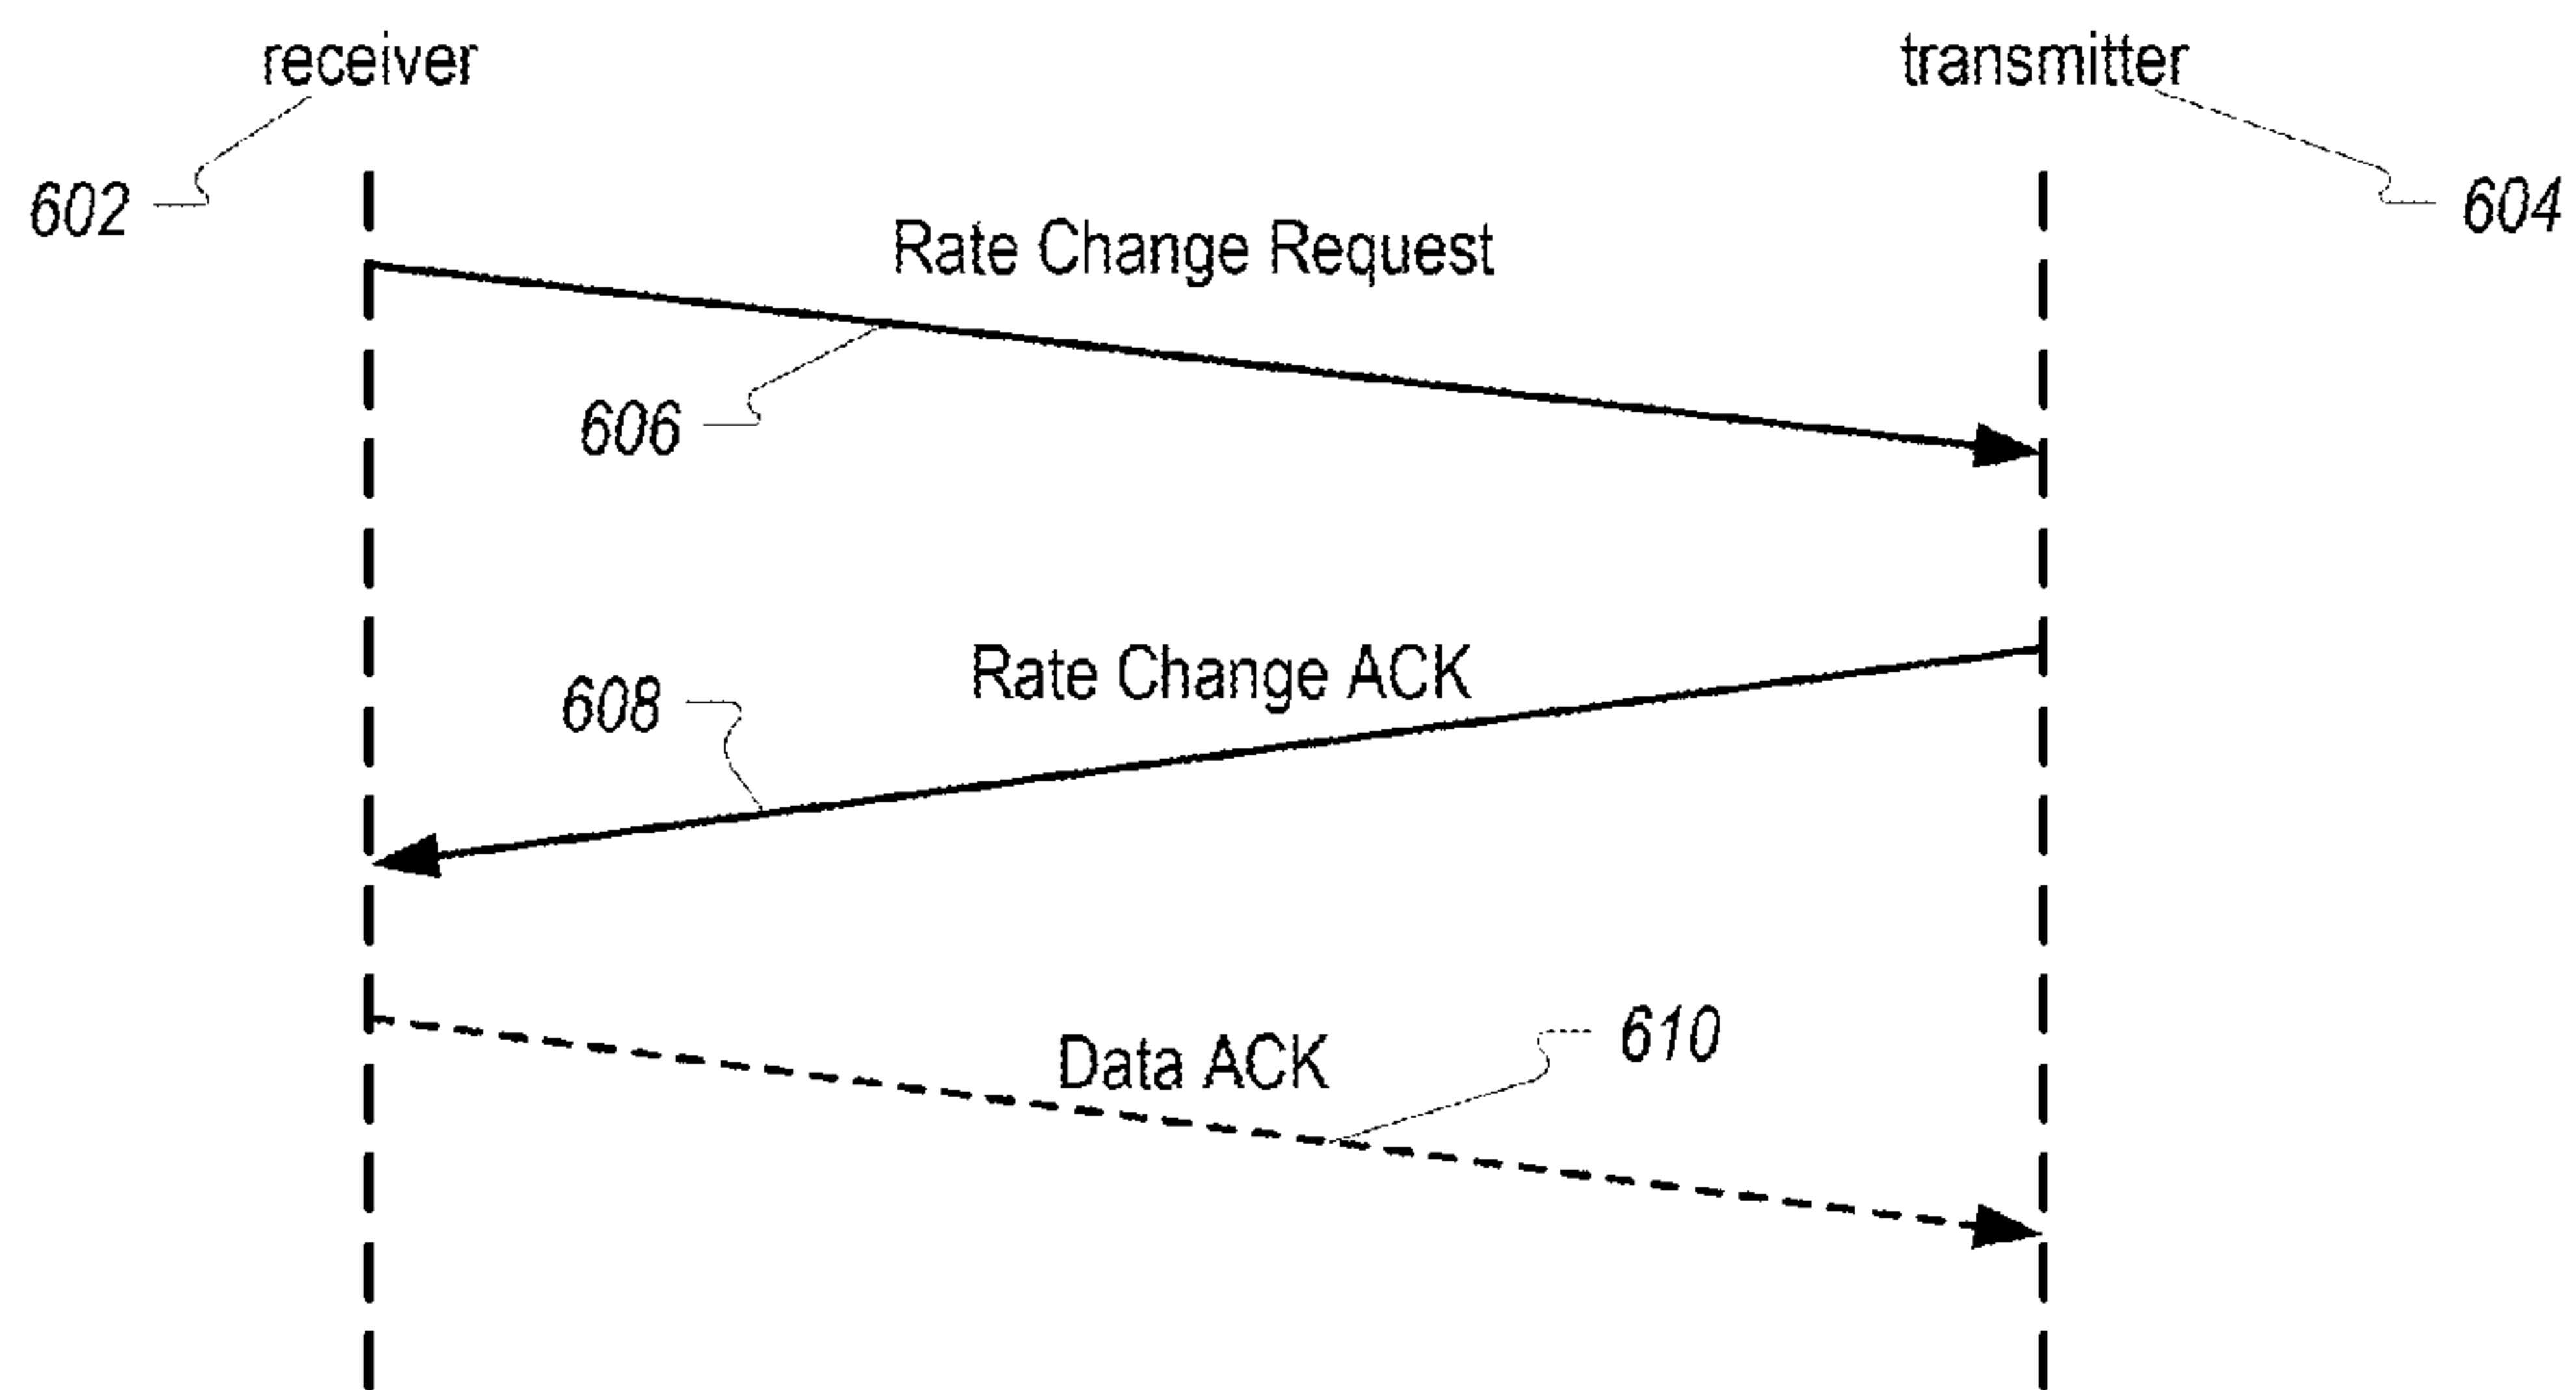 receiver
transmitter
602
604
Rate Change Request
606
Rate Change ACK
608
610
Data ACK